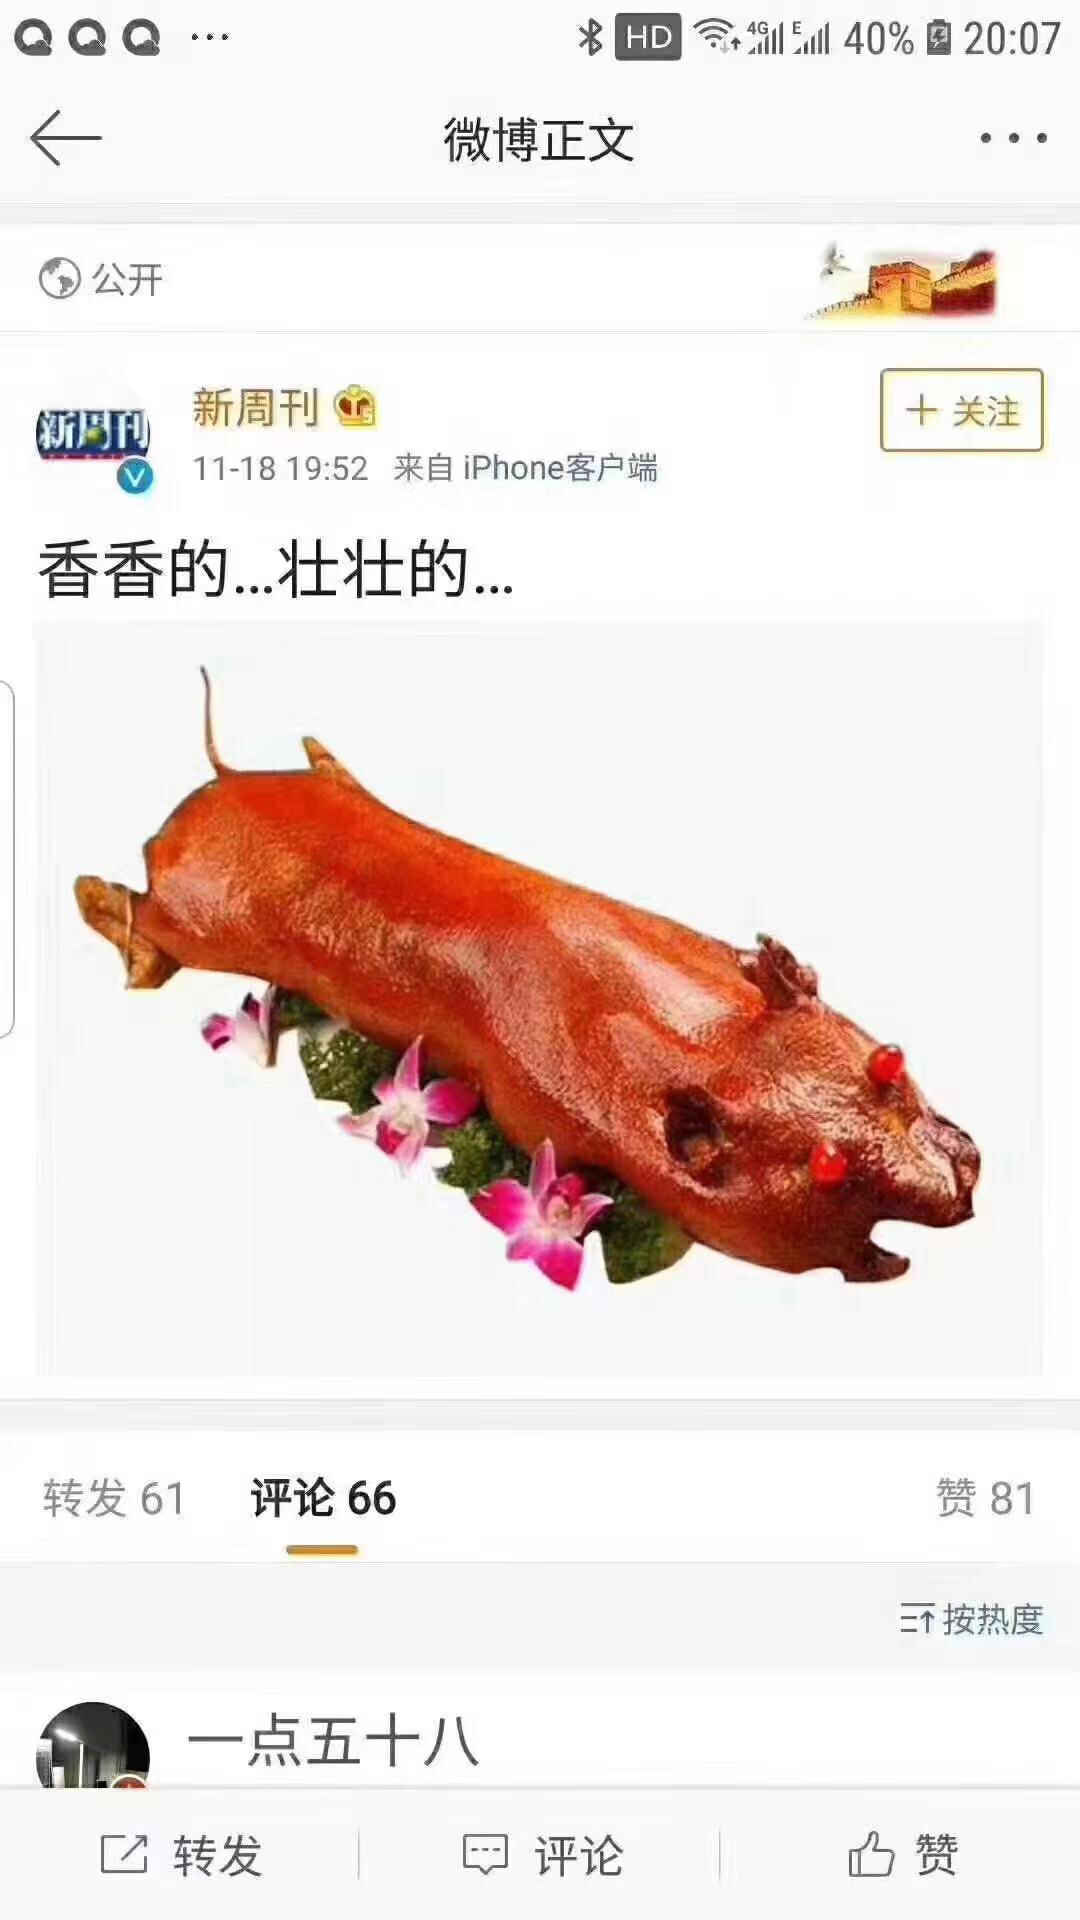 HD 4G E 40% 20:07
微博正文
公开
新周刊
新周刊
+ 关注
11-18 19:52 来自 iPhone客户端
香香的...壮壮的...
转发 61 评论 66 赞 81
按热度
一点五十八
转发 评论 赞